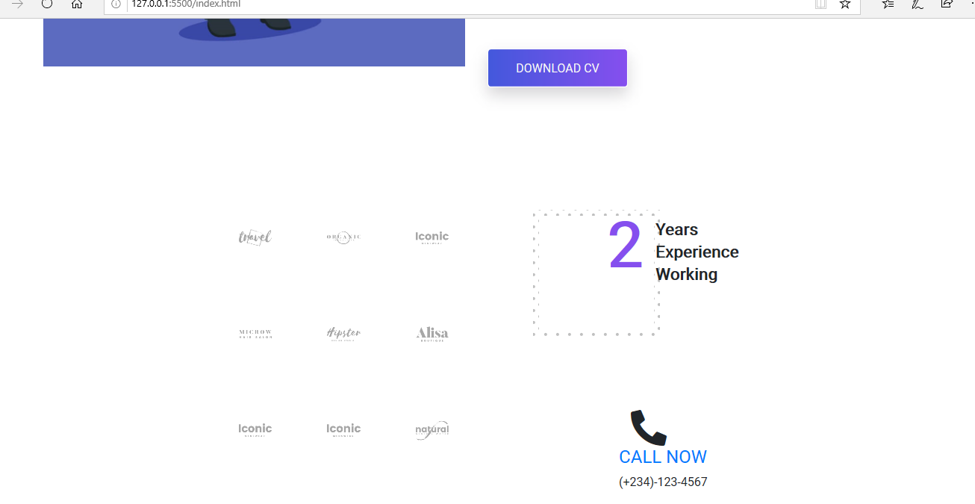 127.0.0.1:5500/index.html
DOWNLOAD CV
travel
ORGANIC
Iconic
2
Years
Experience
Working
MICHOW
Hipster
Alisa
Iconic
Iconic
natural
CALL NOW
(+234)-123-4567